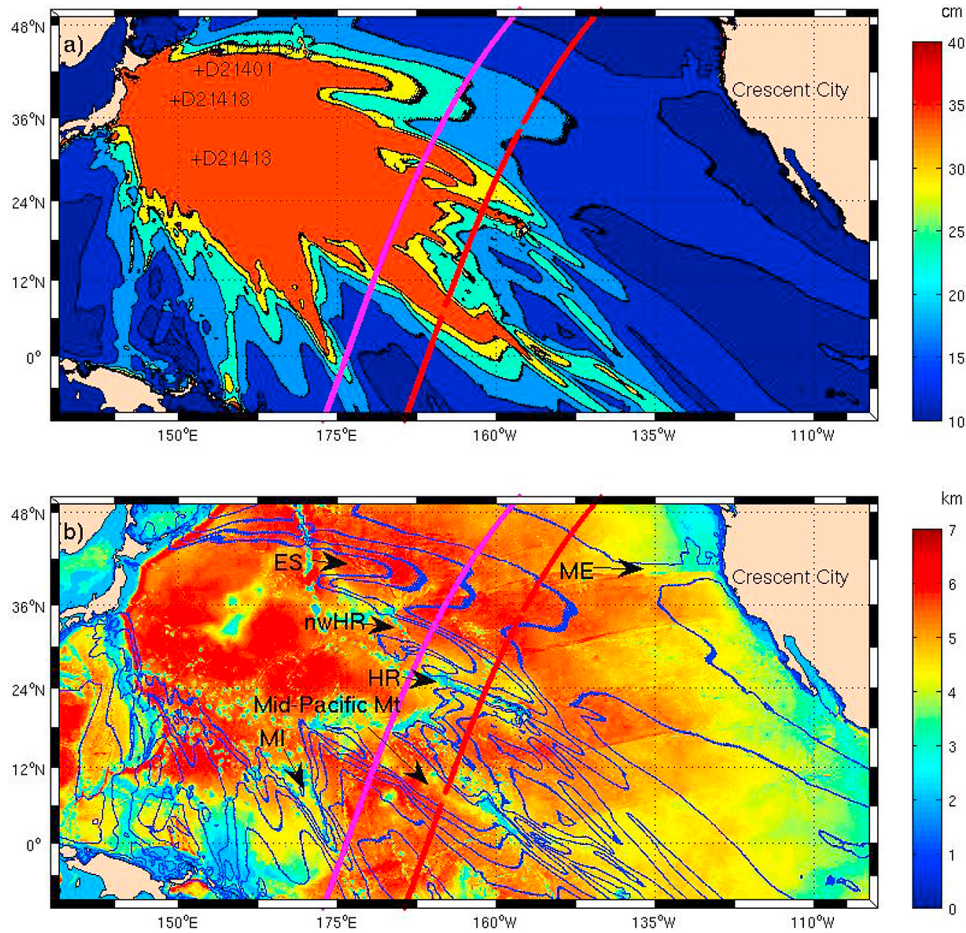 cm
48°N
a)
40
+D21401
Crescent City
35
+D21418
36°N
30
+D21413
24°N
25
12°N
20
0°
15
10
150°E
175°E
160°W
135°W
110°W
km
48°N
b)
7
ES
ME
6
Crescent City
36°N
nwHR
5
HR
24°N
4
Mid-Pacific Mt
MI
3
12°N
2
0°
1
0
150°E
175°E
160°W
135°W
110°W